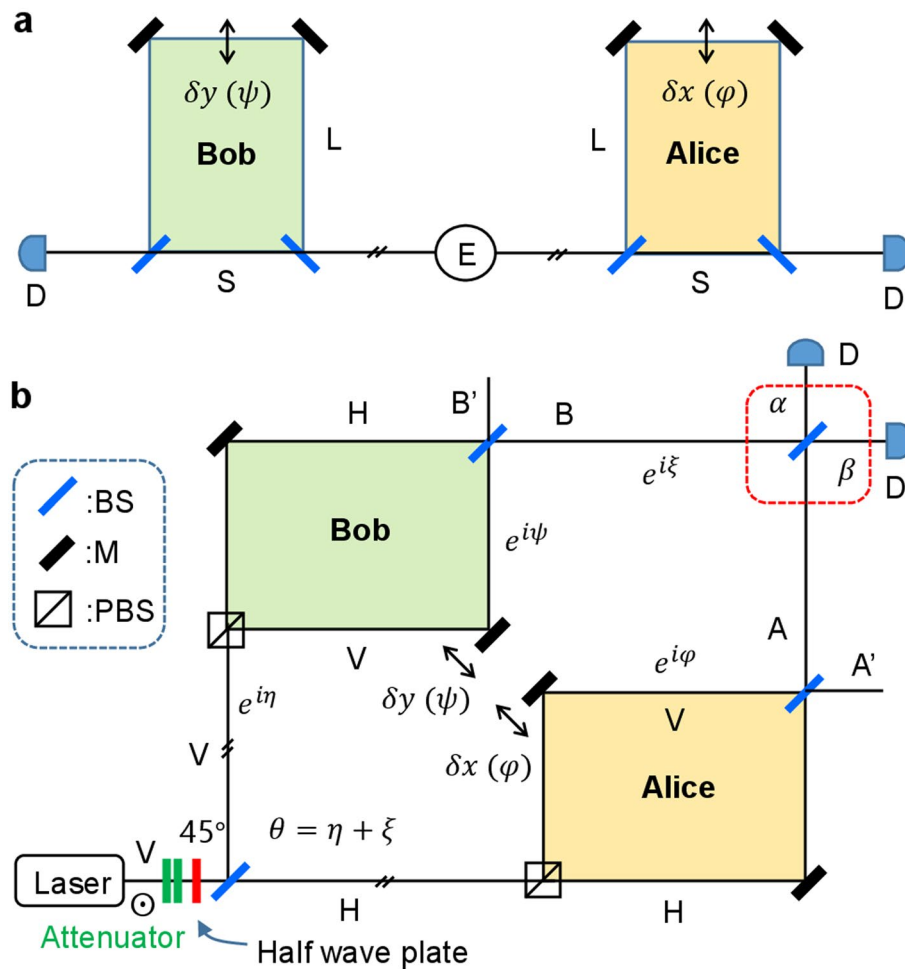 a
δy (ψ)
δx (φ)
Bob
L
L
Alice
E
D
S
S
D
b
D
H
B'
B
α
:BS
e^{iξ}
β
D
:M
Bob
e^{iψ}
:PBS
A
V
e^{iφ}
A'
e^{iη}
δy (ψ)
V
δx (φ)
V
Alice
45°
θ = η + ξ
V
Laser
H
H
Attenuator
Half wave plate